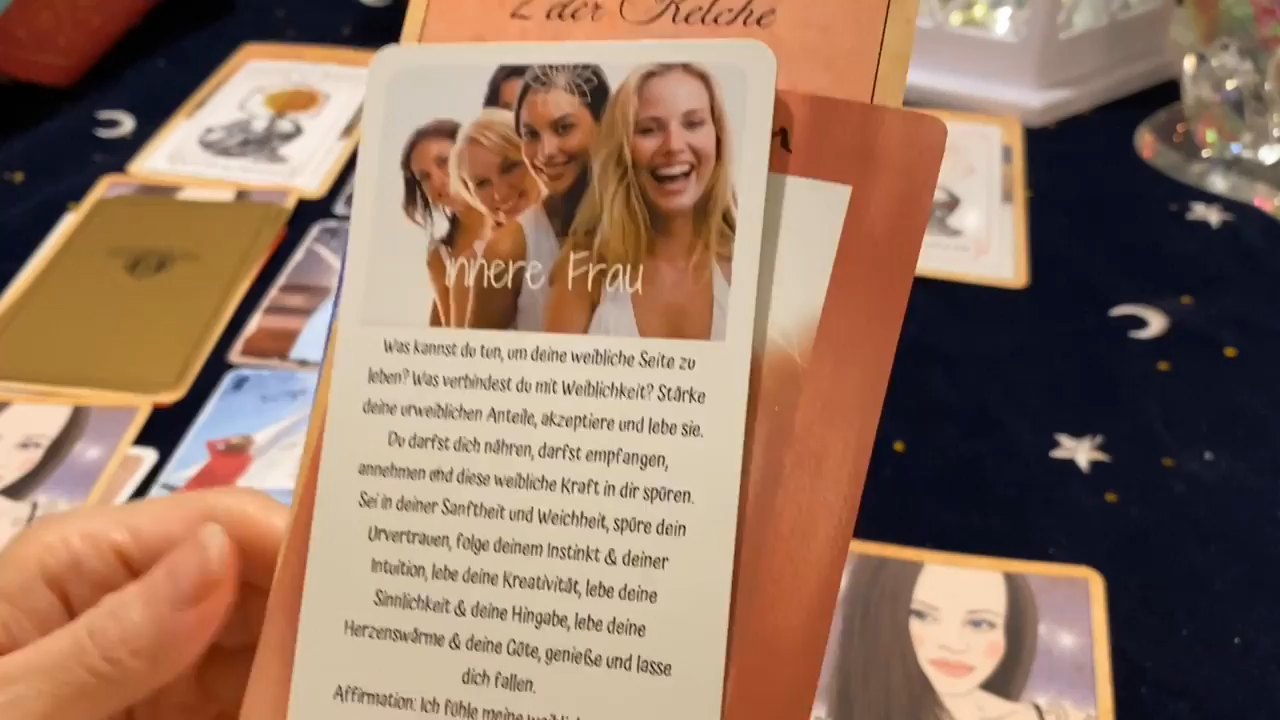 2 der Kelche
innere Frau
Was kannst du tun, um deine weibliche Seite zu
leben? Was verbindest du mit Weiblichkeit? Stärke
deine urweiblichen Anteile, akzeptiere und lebe sie.
Du darfst dich nähren, darfst empfangen,
annehmen und diese weibliche Kraft in dir spüren.
Sei in deiner Sanftheit und Weichheit, spüre dein
Urvertrauen, folge deinem Instinkt & deiner
Intuition, lebe deine Kreativität, lebe deine
Sinnlichkeit & deine Hingabe, lebe deine
Herzenswärme & deine Güte, genieße und lasse
dich fallen.
Affirmation: Ich fühle meine